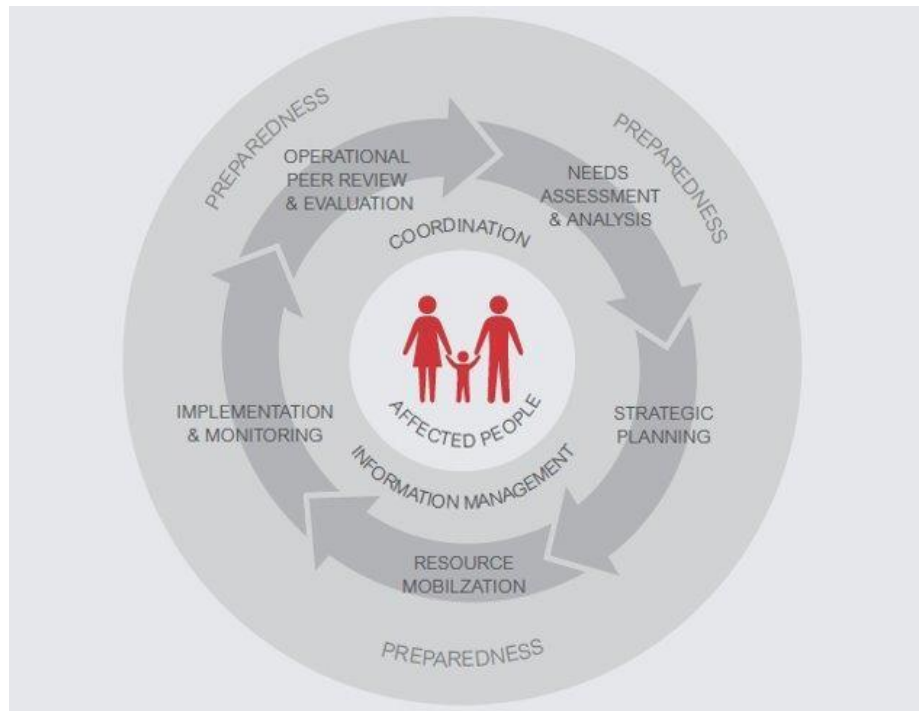 PREPAREDNESS
PREPAREDNESS
OPERATIONAL
PEER REVIEW
& EVALUATION
NEEDS
ASSESSMENT
& ANALYSIS
COORDINATION
AFFECTED PEOPLE
IMPLEMENTATION
& MONITORING
STRATEGIC
PLANNING
INFORMATION MANAGEMENT
RESOURCE
MOBILZATION
PREPAREDNESS